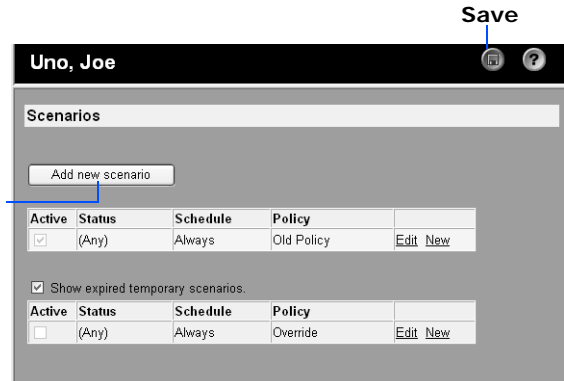 Save
Uno, Joe
?
Scenarios
Add new scenario
Active Status Schedule Policy
(Any) Always Old Policy Edit New
Show expired temporary scenarios.
Active Status Schedule Policy
(Any) Always Override Edit New